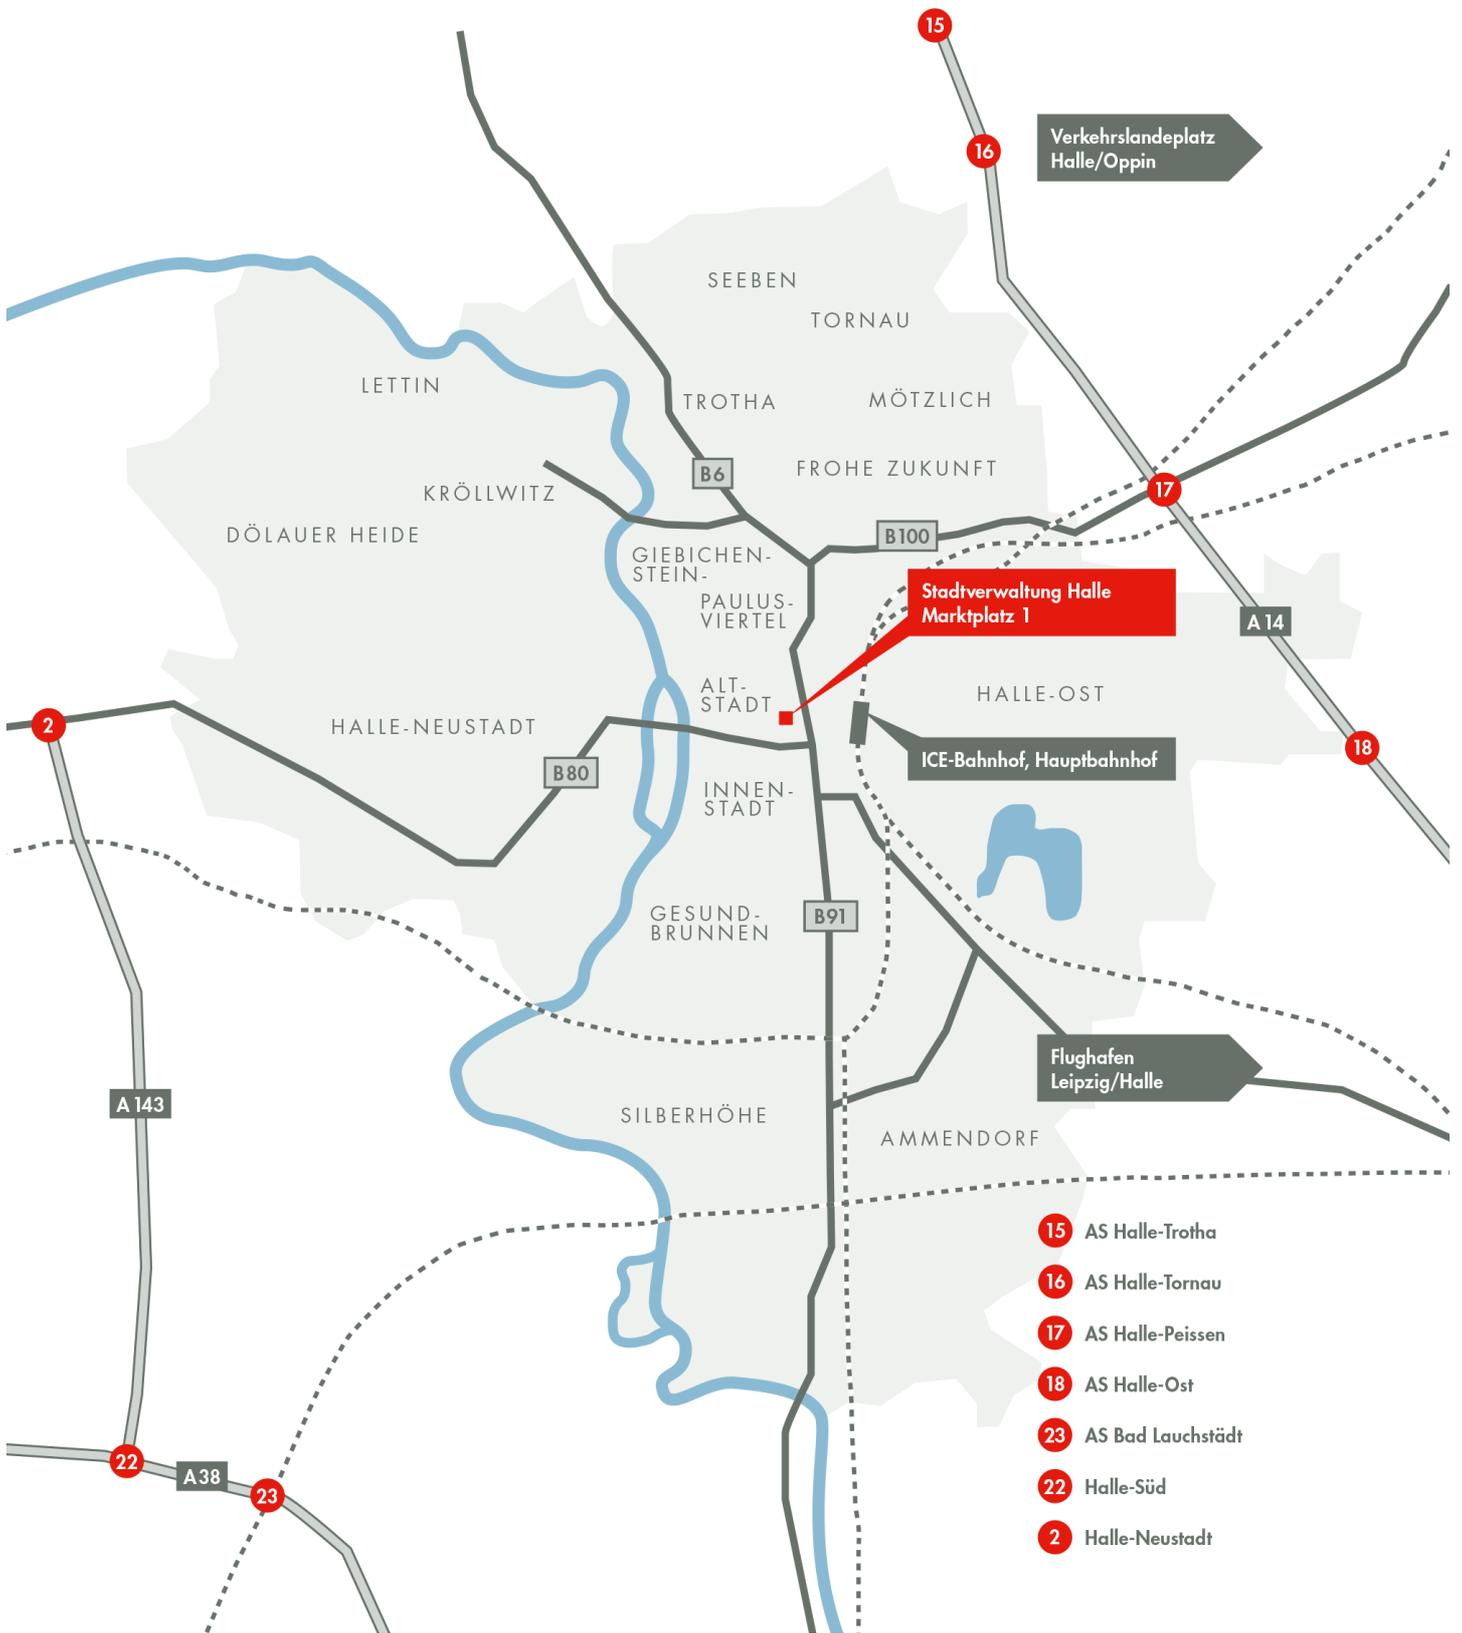 15
16
Verkehrslandeplatz
Halle/Oppin
SEEBEN
TORNAU
LETTIN
TROTHA
MÖTZLICH
B6
FROHE ZUKUNFT
17
KRÖLLWITZ
DÖLAUER HEIDE
B100
GIEBICHEN-
STEIN-
PAULUS-
VIERTEL
Stadtverwaltung Halle
Marktplatz 1
A 14
ALT-
STADT
HALLE-OST
2
HALLE-NEUSTADT
18
ICE-Bahnhof, Hauptbahnhof
B80
INNEN-
STADT
GESUND-
BRUNNEN
B91
Flughafen
Leipzig/Halle
A 143
SILBERHÖHE
AMMENDORF
22
A38
23
15 AS Halle-Trotha
16 AS Halle-Tornau
17 AS Halle-Peissen
18 AS Halle-Ost
23 AS Bad Lauchstädt
22 Halle-Süd
2 Halle-Neustadt